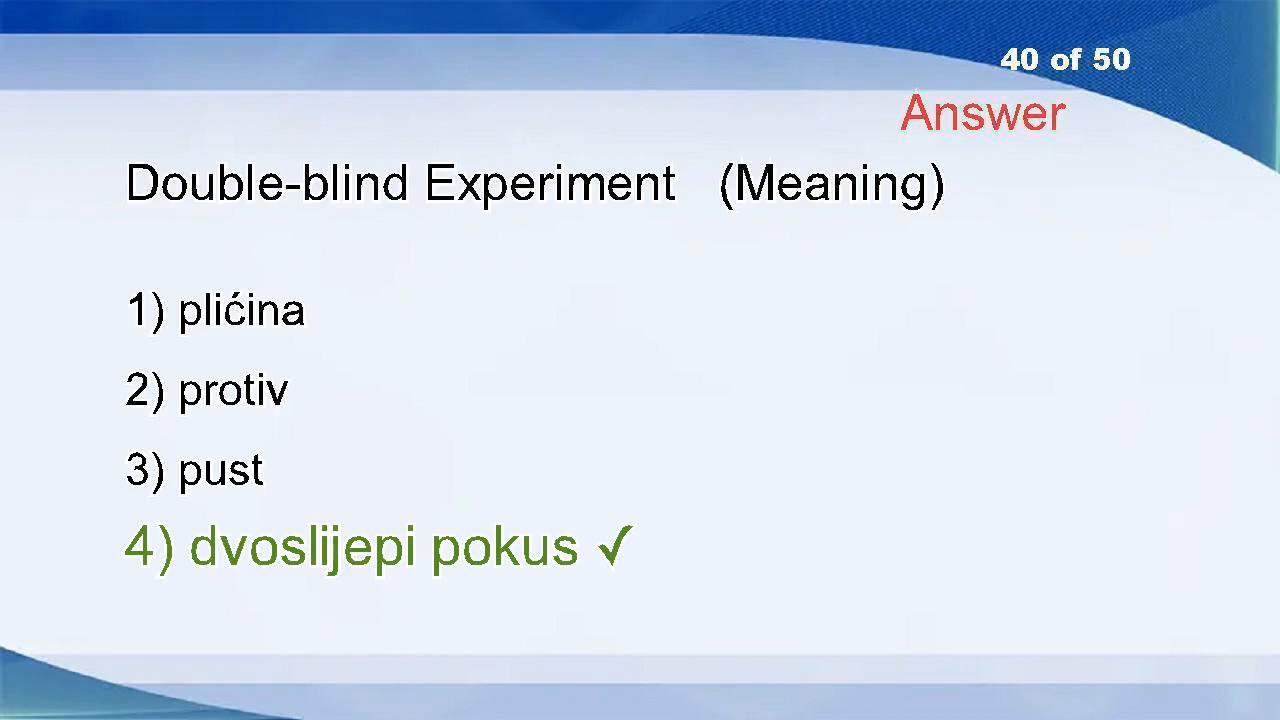 40 of 50
Answer
Double-blind Experiment (Meaning)
1) plićina
2) protiv
3) pust
4) dvoslijepi pokus ✓